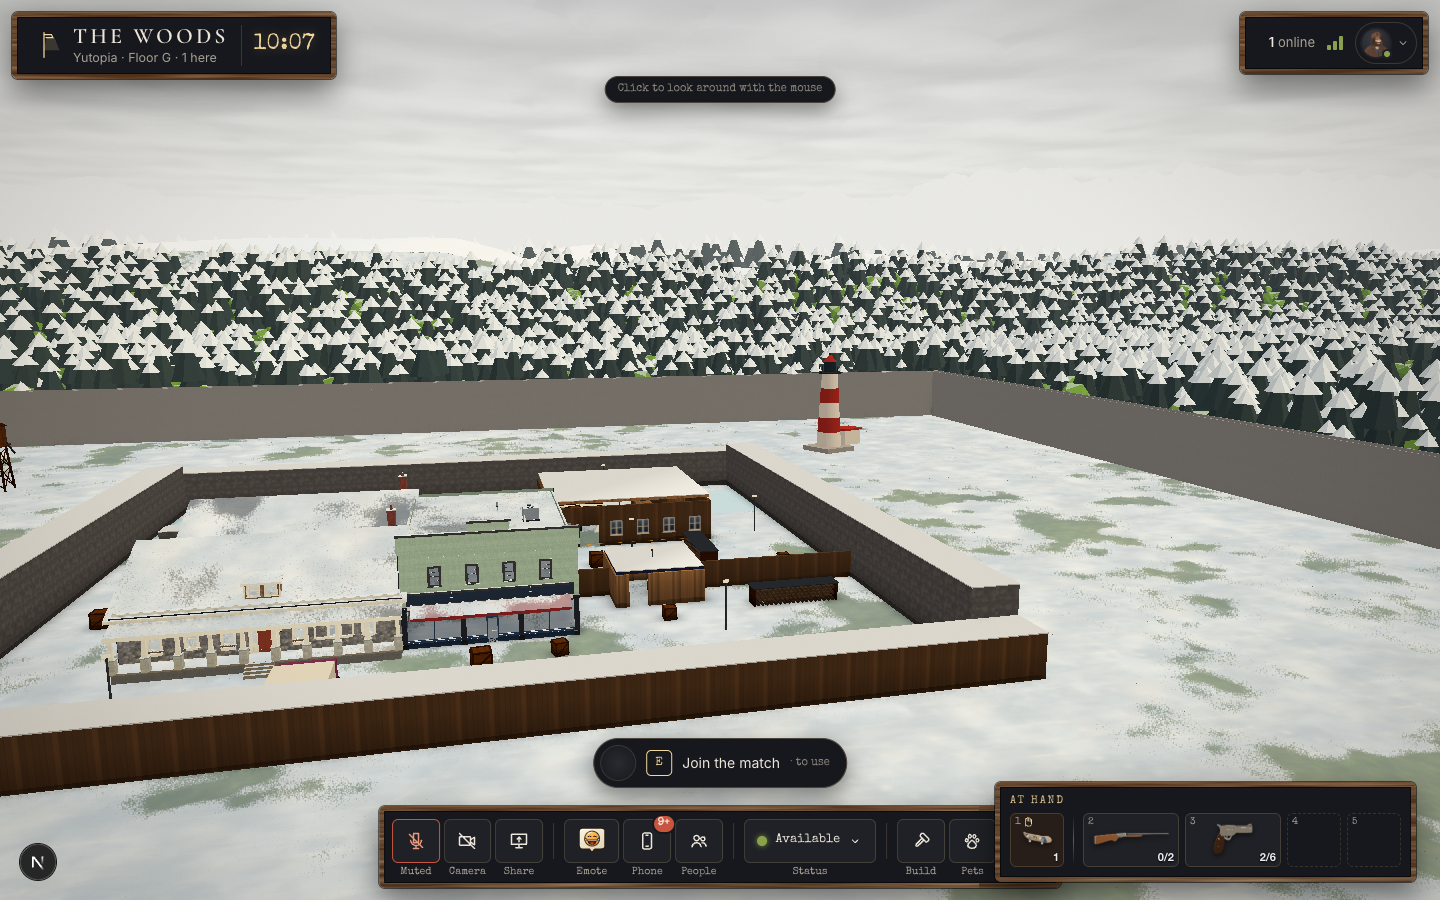 THE WOODS
Yutopia · Floor G · 1 here
10:07
1 online
Click to look around with the mouse
E Join the match · to use
AT HAND
1 2 3 4 5
1 0/2 2/6
9+
Available
Muted Camera Share Emote Phone People Status Build Pets
N